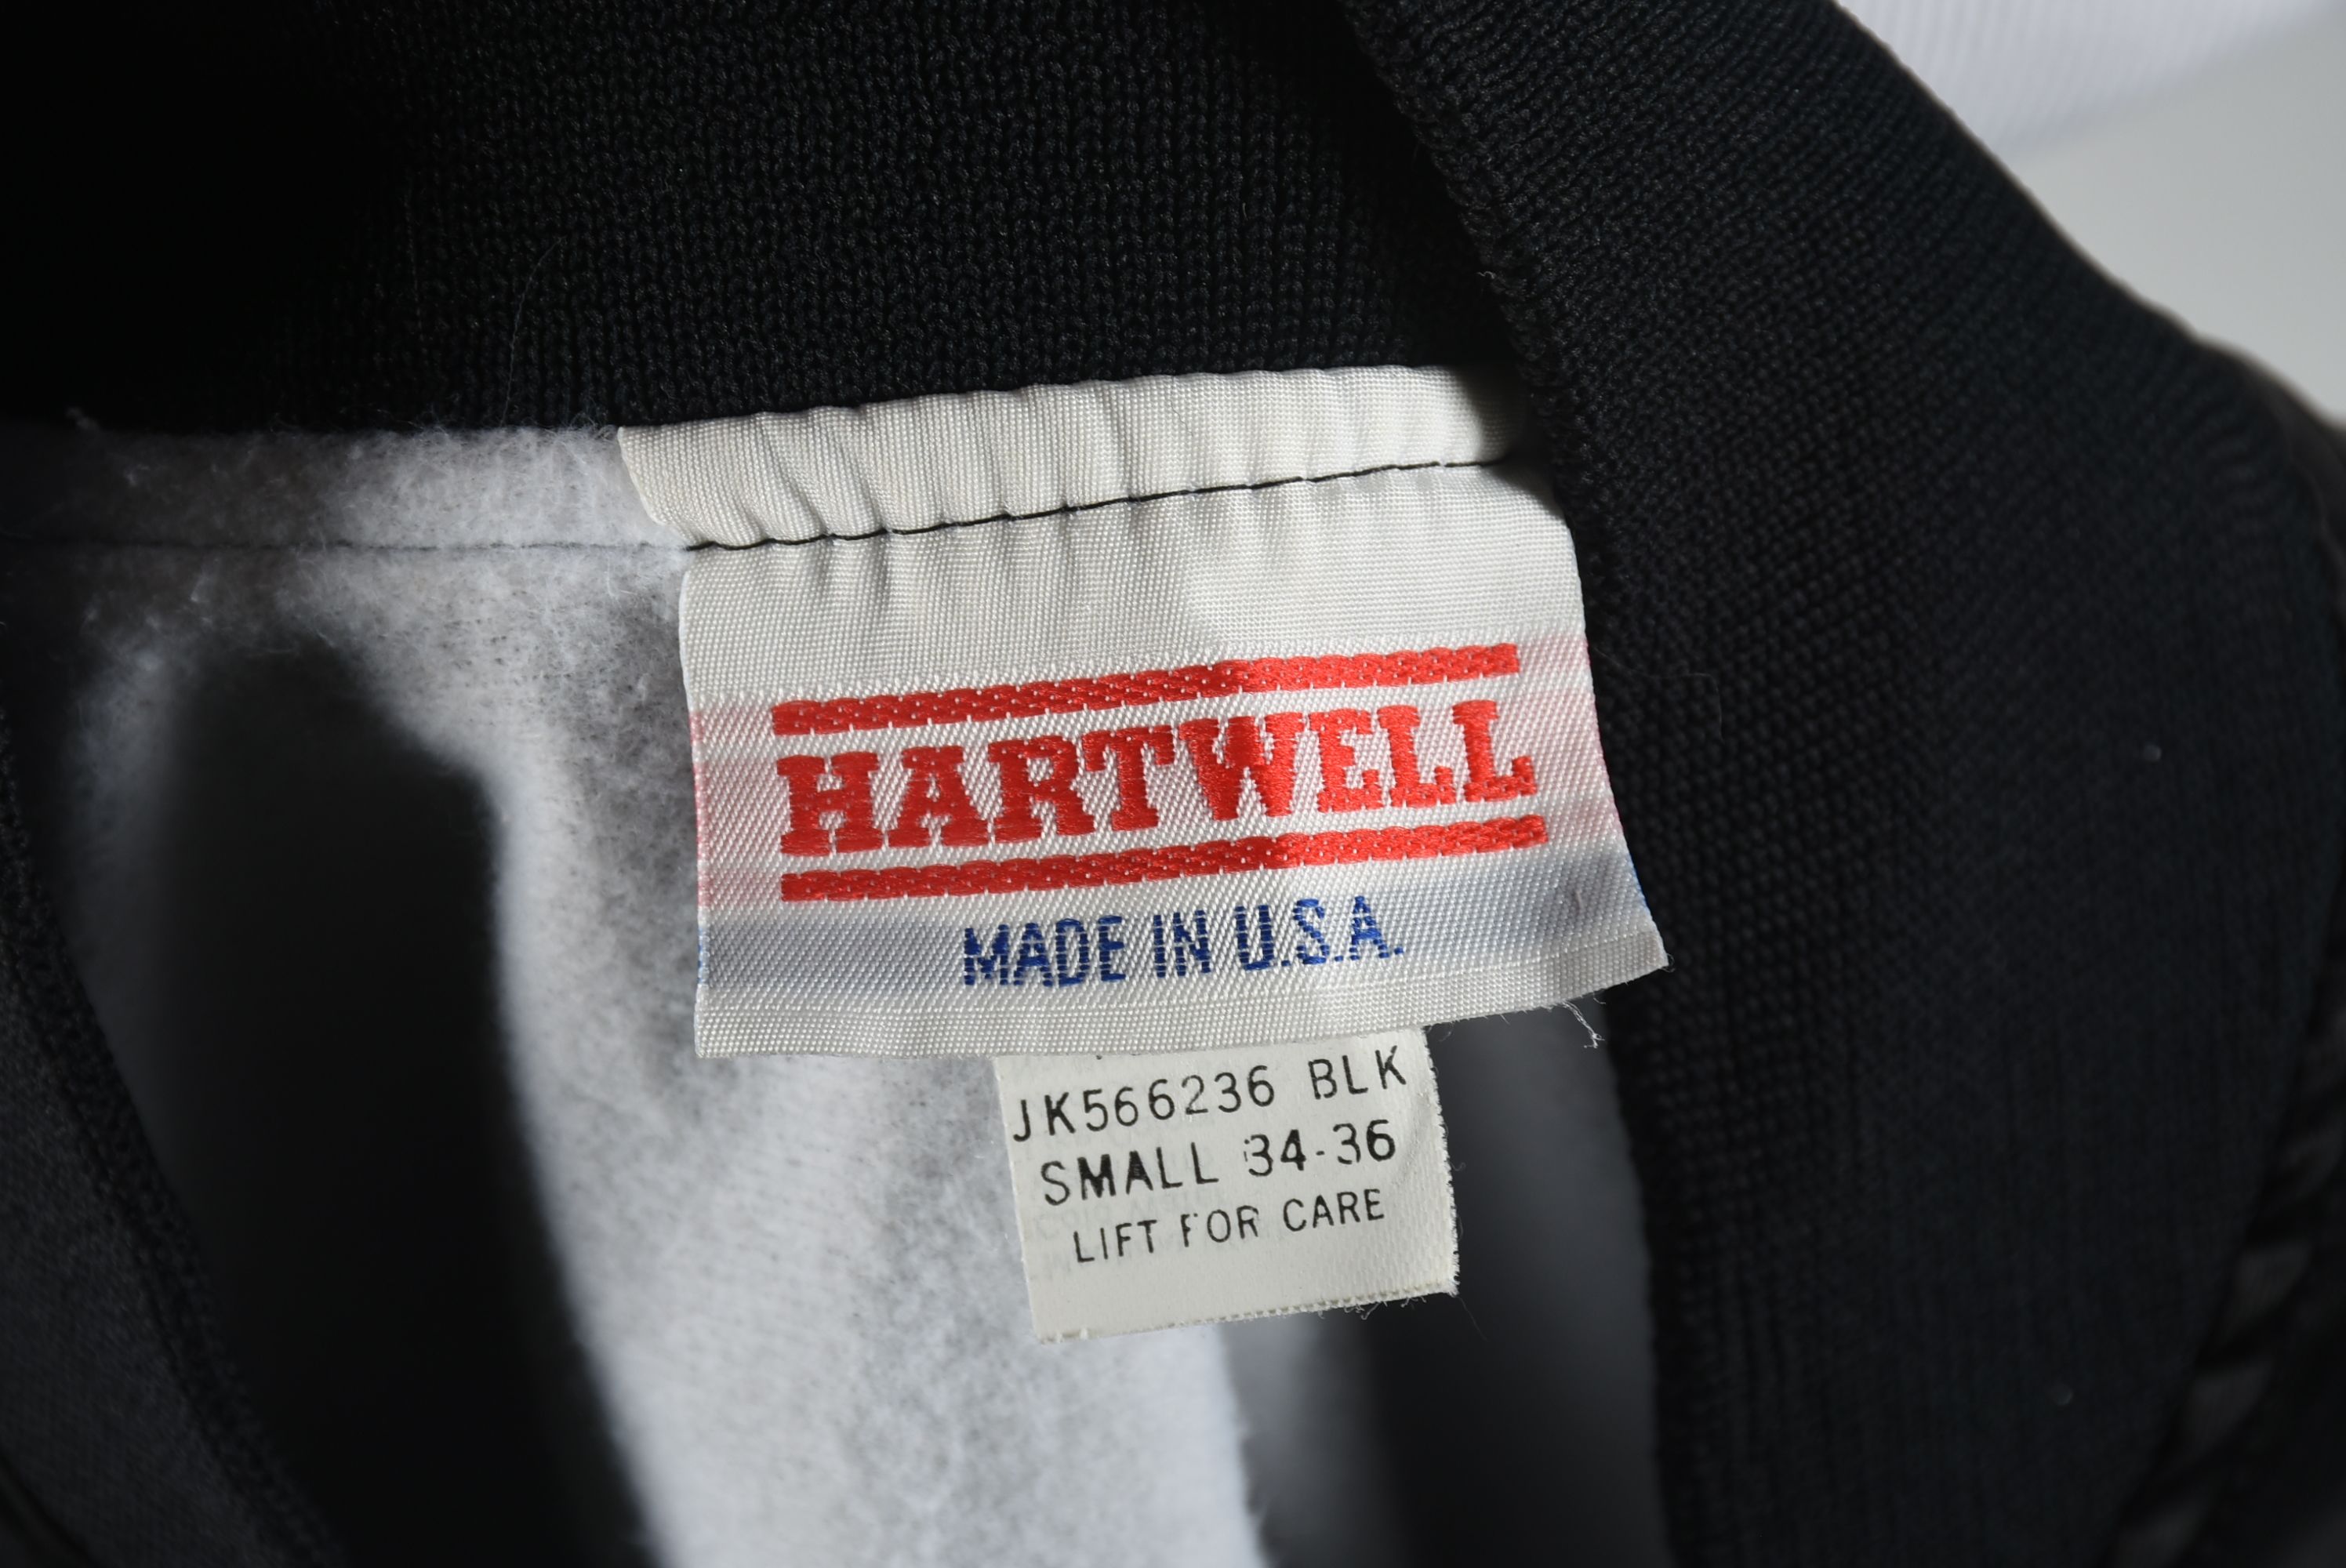 HARTWELL
MADE IN U.S.A.
JK566236 BLK
SMALL 34-36
LIFT FOR CARE